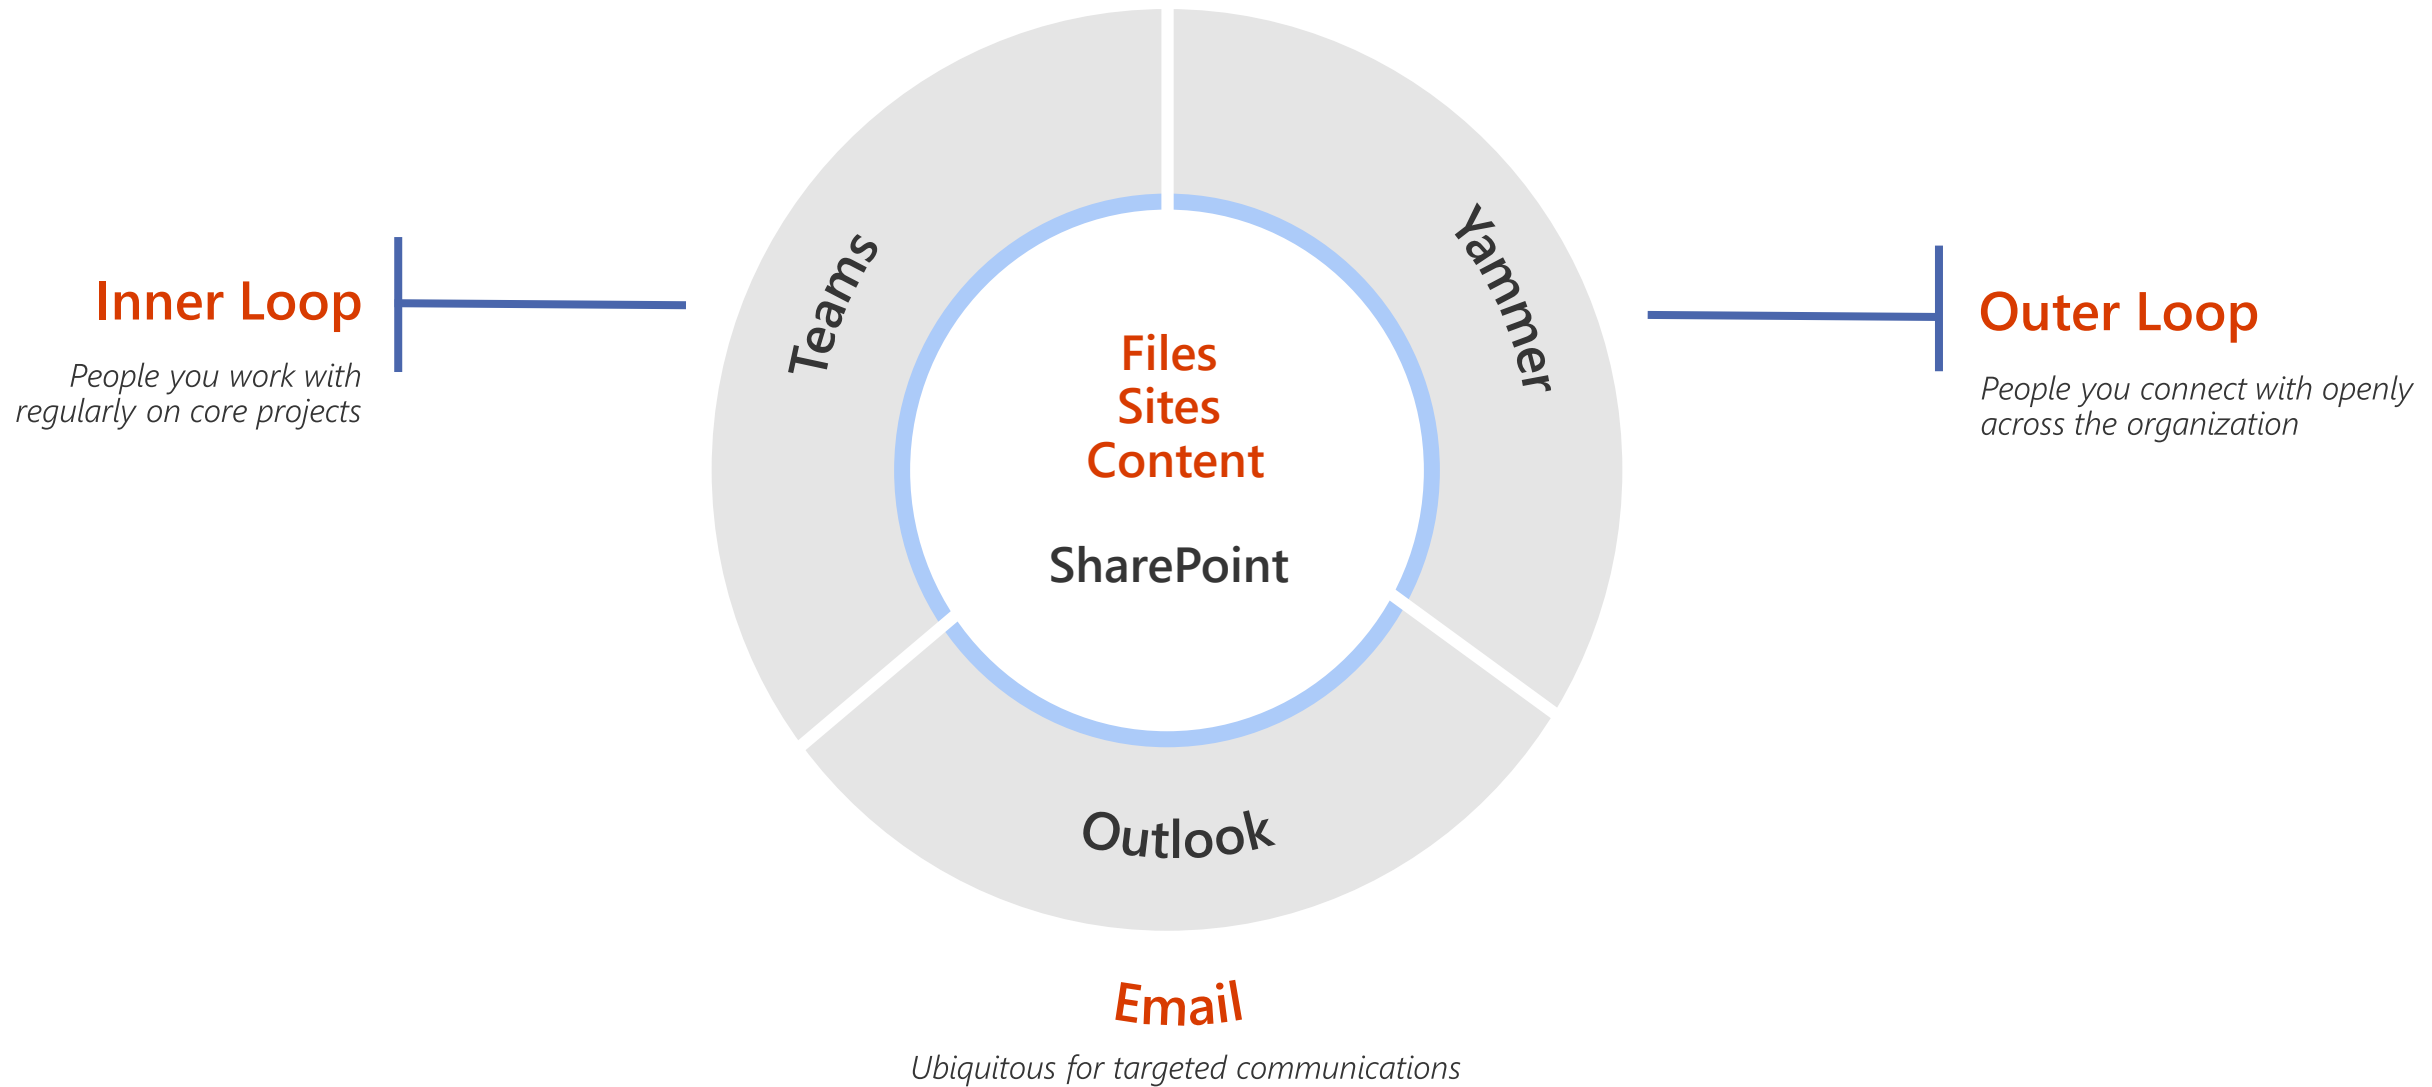 Teams
Yammer
Inner Loop
People you work with
regularly on core projects
Files
Sites
Content
SharePoint
Outer Loop
People you connect with openly
across the organization
Outlook
Email
Ubiquitous for targeted communications